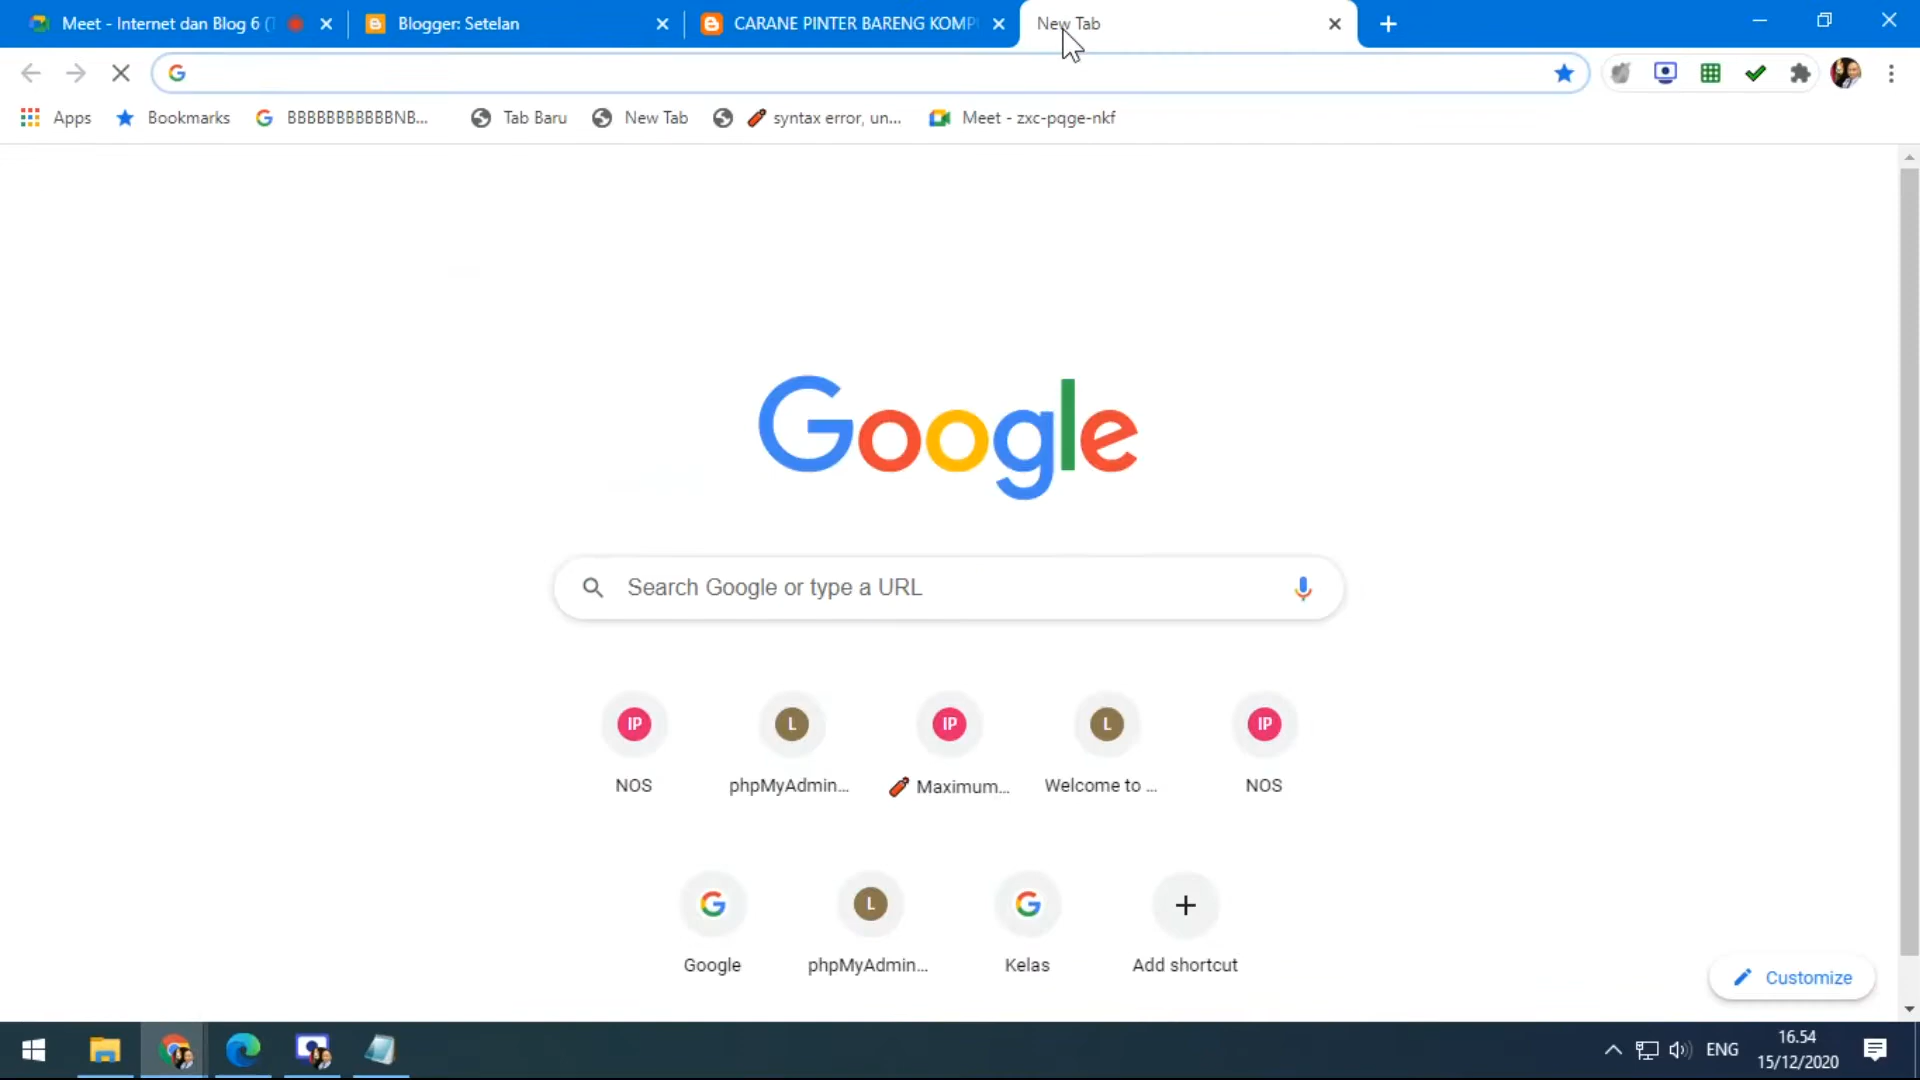 Meet - Internet dan Blog 6 (
Blogger: Setelan
CARANE PINTER BARENG KOMP
New Tab
Apps
Bookmarks
BBBBBBBBBBBNB...
Tab Baru
New Tab
syntax error, un...
Meet - zxc-pqge-nkf
Google
Search Google or type a URL
IP
L
IP
L
IP
NOS
phpMyAdmin...
Maximum...
Welcome to ...
NOS
L
Google
phpMyAdmin...
Kelas
Add shortcut
Customize
ENG
16.54
15/12/2020